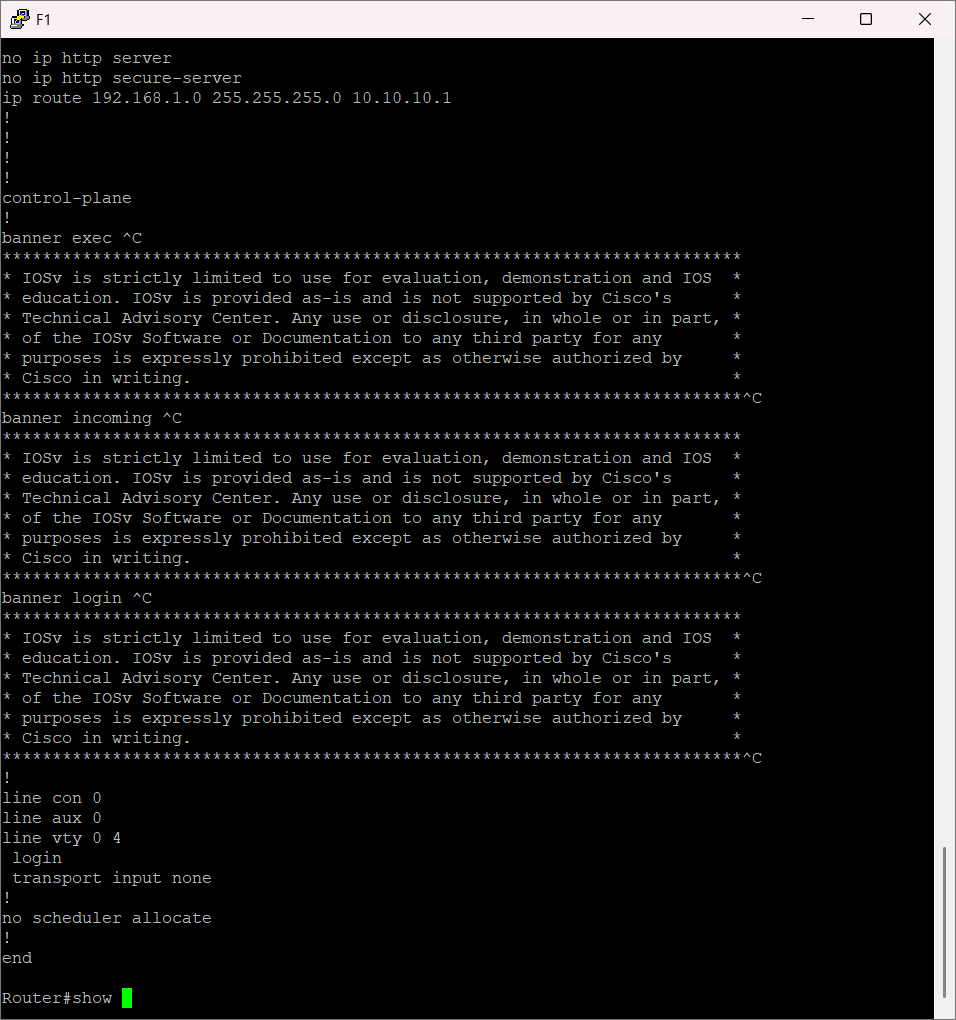 F1
no ip http server
no ip http secure-server
ip route 192.168.1.0 255.255.255.0 10.10.10.1
!
!
!
!
control-plane
!
banner exec ^C
**************************************************************************
* IOSv is strictly limited to use for evaluation, demonstration and IOS  *
* education. IOSv is provided as-is and is not supported by Cisco's      *
* Technical Advisory Center. Any use or disclosure, in whole or in part, *
* of the IOSv Software or Documentation to any third party for any       *
* purposes is expressly prohibited except as otherwise authorized by     *
* Cisco in writing.                                                      *
**************************************************************************^C
banner incoming ^C
**************************************************************************
* IOSv is strictly limited to use for evaluation, demonstration and IOS  *
* education. IOSv is provided as-is and is not supported by Cisco's      *
* Technical Advisory Center. Any use or disclosure, in whole or in part, *
* of the IOSv Software or Documentation to any third party for any       *
* purposes is expressly prohibited except as otherwise authorized by     *
* Cisco in writing.                                                      *
**************************************************************************^C
banner login ^C
**************************************************************************
* IOSv is strictly limited to use for evaluation, demonstration and IOS  *
* education. IOSv is provided as-is and is not supported by Cisco's      *
* Technical Advisory Center. Any use or disclosure, in whole or in part, *
* of the IOSv Software or Documentation to any third party for any       *
* purposes is expressly prohibited except as otherwise authorized by     *
* Cisco in writing.                                                      *
**************************************************************************^C
!
line con 0
line aux 0
line vty 0 4
 login
 transport input none
!
no scheduler allocate
!
end
Router#show